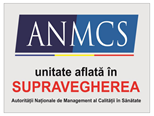 ANMCS
unitate aflată în
SUPRAVEGHEREA
Autorității Naționale de Management al Calității în Sănătate